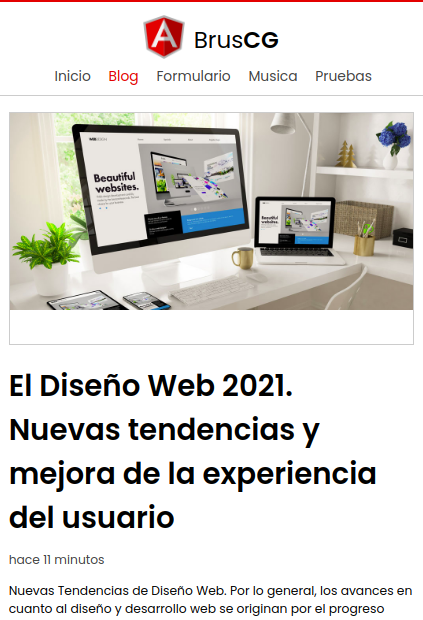 BrusCG
Inicio Blog Formulario Musica Pruebas
Beautiful
websites.
Beautiful
websites.
El Diseño Web 2021.
Nuevas tendencias y
mejora de la experiencia
del usuario
hace 11 minutos
Nuevas Tendencias de Diseño Web. Por lo general, los avances en
cuanto al diseño y desarrollo web se originan por el progreso